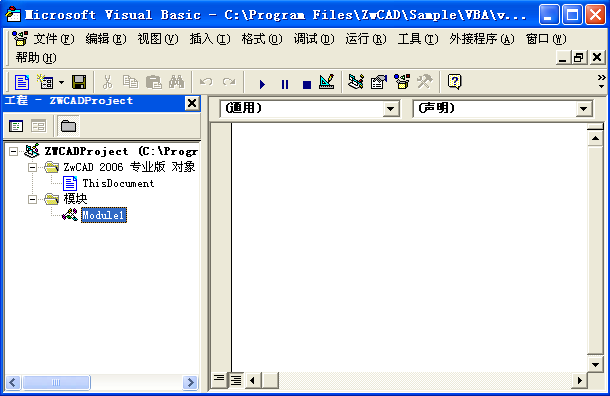 Microsoft Visual Basic - C:\Program Files\ZwCAD\Sample\VBA\v...
文件(F) 编辑(E) 视图(V) 插入(I) 格式(O) 调试(D) 运行(R) 工具(T) 外接程序(A) 窗口(W)
帮助(H)
工程 - ZWCADProject
(通用) (声明)
ZWCADProject (C:\Progr
ZwCAD 2006 专业版 对象
ThisDocument
模块
Module1